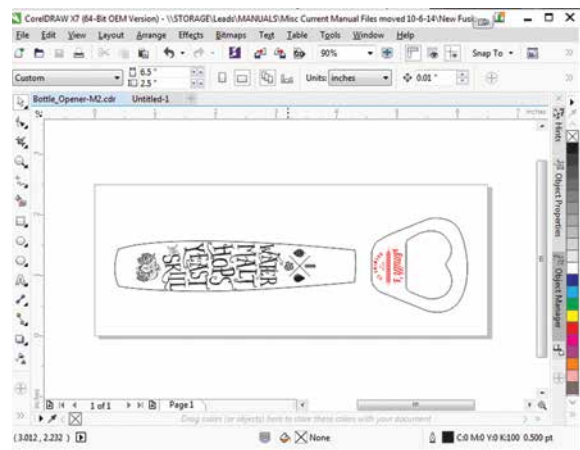 CorelDRAW X7 (64-Bit OEM Version) - \\STORAGE\Leads\MANUALS\Misc Current Manual Files moved 10-6-14\New Fusi
File Edit View Layout Arrange Effects Bitmaps Text Table Tools Window Help
90% Snap To
Custom 6.5" 2.5" Units: inches 0.01 "
Bottle_Opener-M2.cdr Untitled-1
inches
Hints
Object Properties
Object Manager
WATER
MALT
HOPS
YEAST
SKILL
Smith's
inches
1 of 1 Page 1
Drag colors (or objects) here to store these colors with your document
(3.012, 2.232 ) None C:0 M:0 Y:0 K:100 0.500 pt